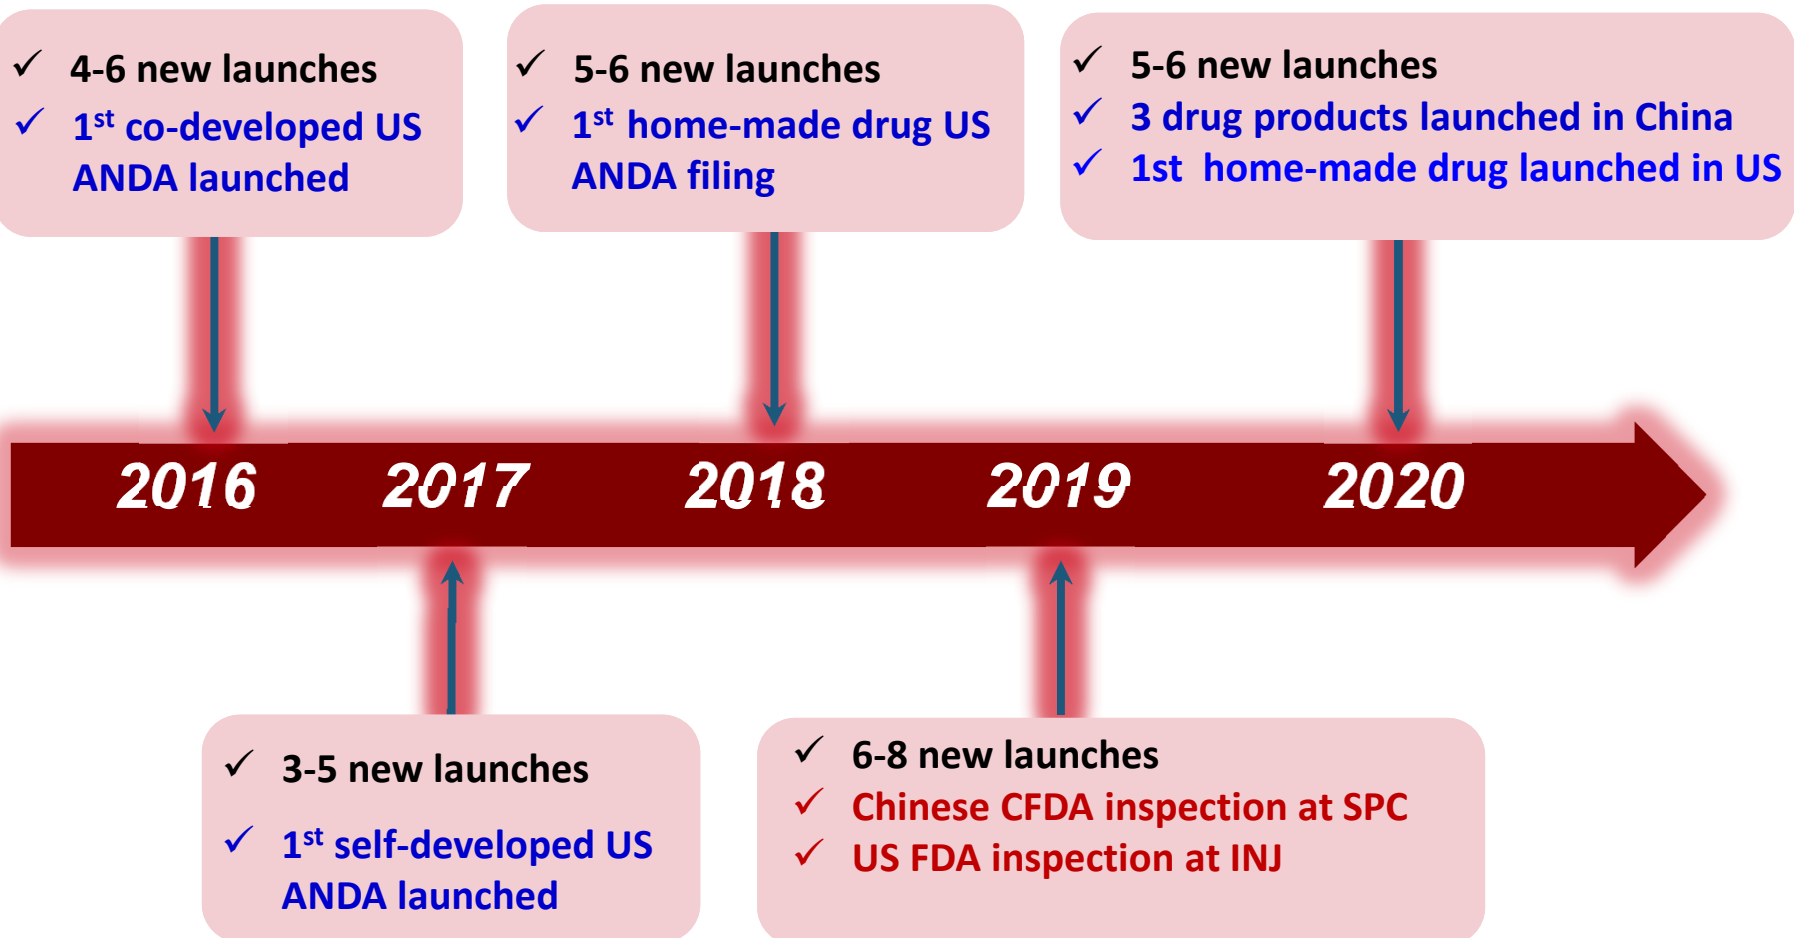 ✓ 4-6 new launches
✓ 1st co-developed US
ANDA launched
✓ 5-6 new launches
✓ 1st home-made drug US
ANDA filing
✓ 5-6 new launches
✓ 3 drug products launched in China
✓ 1st home-made drug launched in US
2016 2017 2018 2019 2020
✓ 3-5 new launches
✓ 1st self-developed US
ANDA launched
✓ 6-8 new launches
✓ Chinese CFDA inspection at SPC
✓ US FDA inspection at INJ